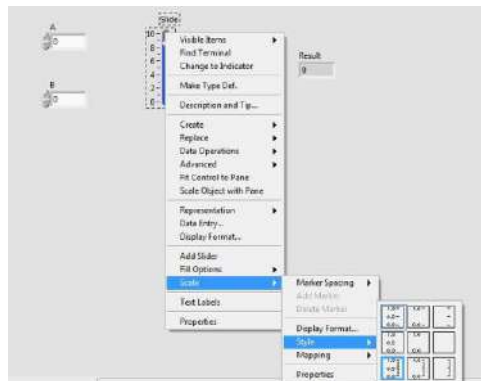 A
0
B
0
Slide
10
8
6
4
2
0
Result
0
Visible Items
Find Terminal
Change to Indicator
Make Type Def.
Description and Tip...
Create
Replace
Data Operations
Advanced
Fit Control to Pane
Scale Object with Pane
Representation
Data Entry...
Display Format...
Add Slider
Fill Options
Scale
Text Labels
Properties
Marker Spacing
Add Marker
Delete Marker
Display Format...
Style
Mapping
Properties